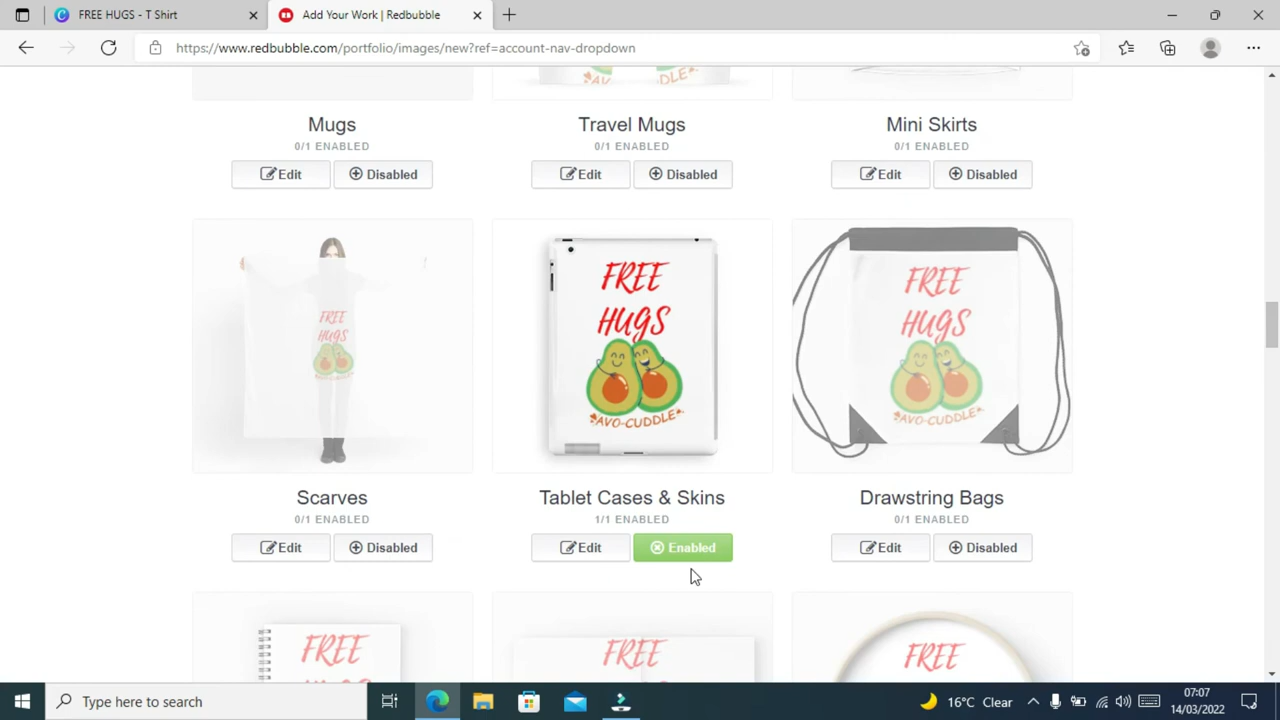 FREE HUGS - T Shirt
Add Your Work | Redbubble
https://www.redbubble.com/portfolio/images/new?ref=account-nav-dropdown
AV DDLE
Mugs
0/1 ENABLED
Edit Disabled
Travel Mugs
0/1 ENABLED
Edit Disabled
Mini Skirts
0/1 ENABLED
Edit Disabled
FREE
HUGS
FREE
HUGS
AVO-CUDDLE
FREE
HUGS
AVO-CUDDLE
Scarves
0/1 ENABLED
Edit Disabled
Tablet Cases & Skins
1/1 ENABLED
Edit Enabled
Drawstring Bags
0/1 ENABLED
Edit Disabled
FREE
FREE
FREE
Type here to search
16°C Clear
07:07
14/03/2022